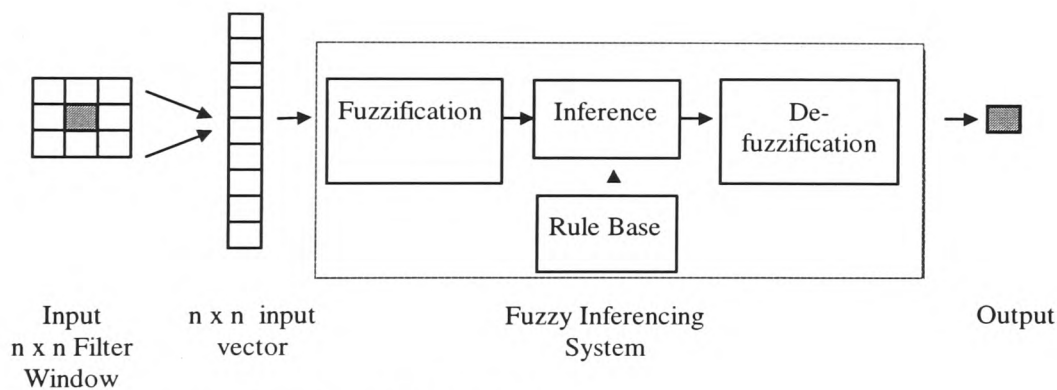 Fuzzification
Inference
De-
fuzzification
Rule Base
Input
n x n Filter
Window
n x n input
vector
Fuzzy Inferencing
System
Output